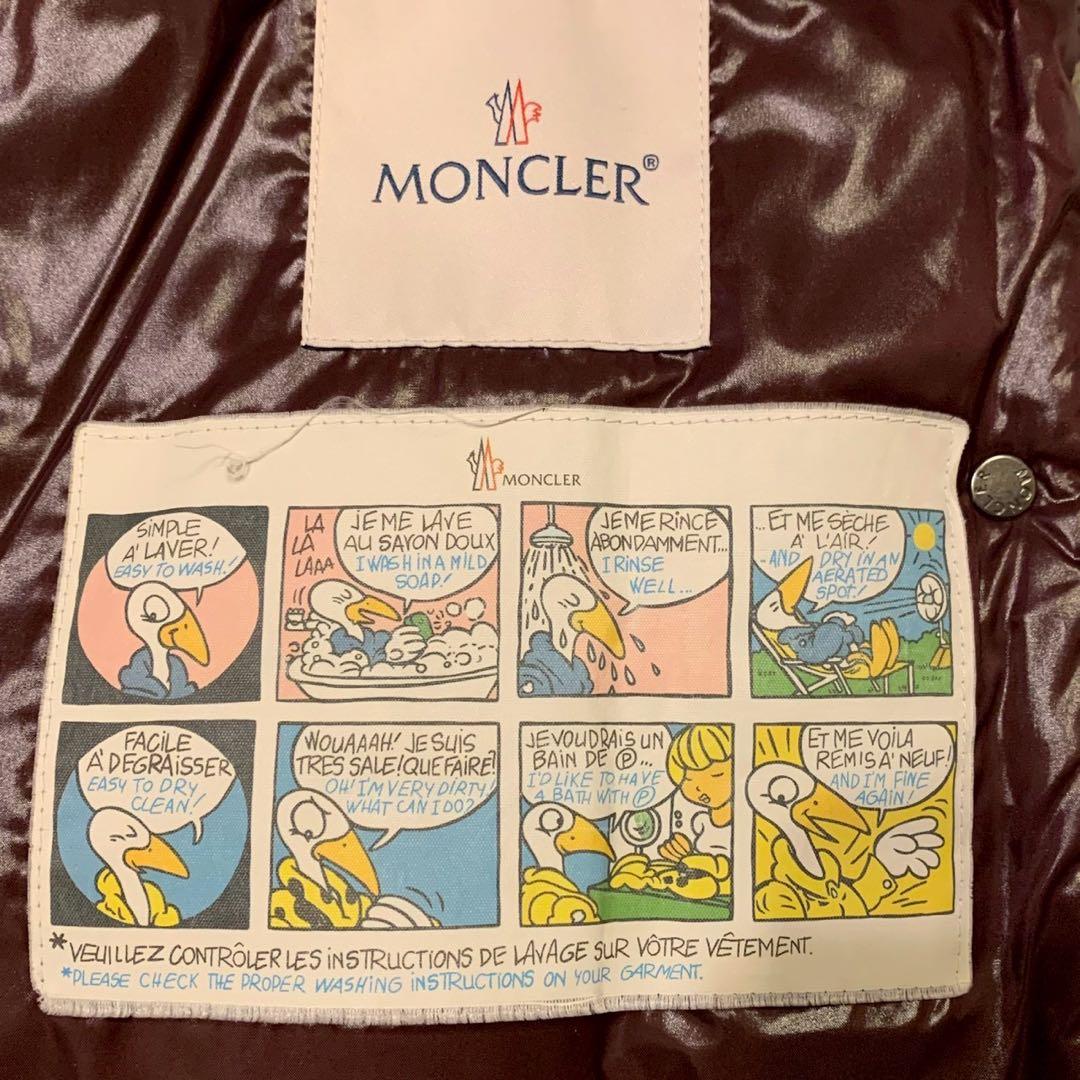 MONCLER®
MONCLER
SIMPLE
A' LAVER!
EASY TO WASH!
LA
LA
LAAA
JE ME LAVE
AU SAVON DOUX
I WASH IN A MILD
SOAP!
JE ME RINCE
ABONDAMMENT...
I RINSE
WELL...
...ET ME SÈCHE
A' L'AIR!
-AND DRY IN AN
AERATED
SPOT!
FACILE
A' DEGRAISSER
EASY TO DRY
CLEAN!
WOUAAAH! JE SUIS
TRES SALE! QUE FAIRE?
OH! I'M VERY DIRTY!
WHAT CAN I DO?
JE VOUDRAIS UN
BAIN DE Ⓟ...
I'D LIKE TO HAVE
A BATH WITH Ⓟ
ET ME VOILA
REMIS A' NEUF!
AND I'M FINE
AGAIN!
*VEUILLEZ CONTRÔLER LES INSTRUCTIONS DE LAVAGE SUR VÔTRE VÊTEMENT.
*PLEASE CHECK THE PROPER WASHING INSTRUCTIONS ON YOUR GARMENT.